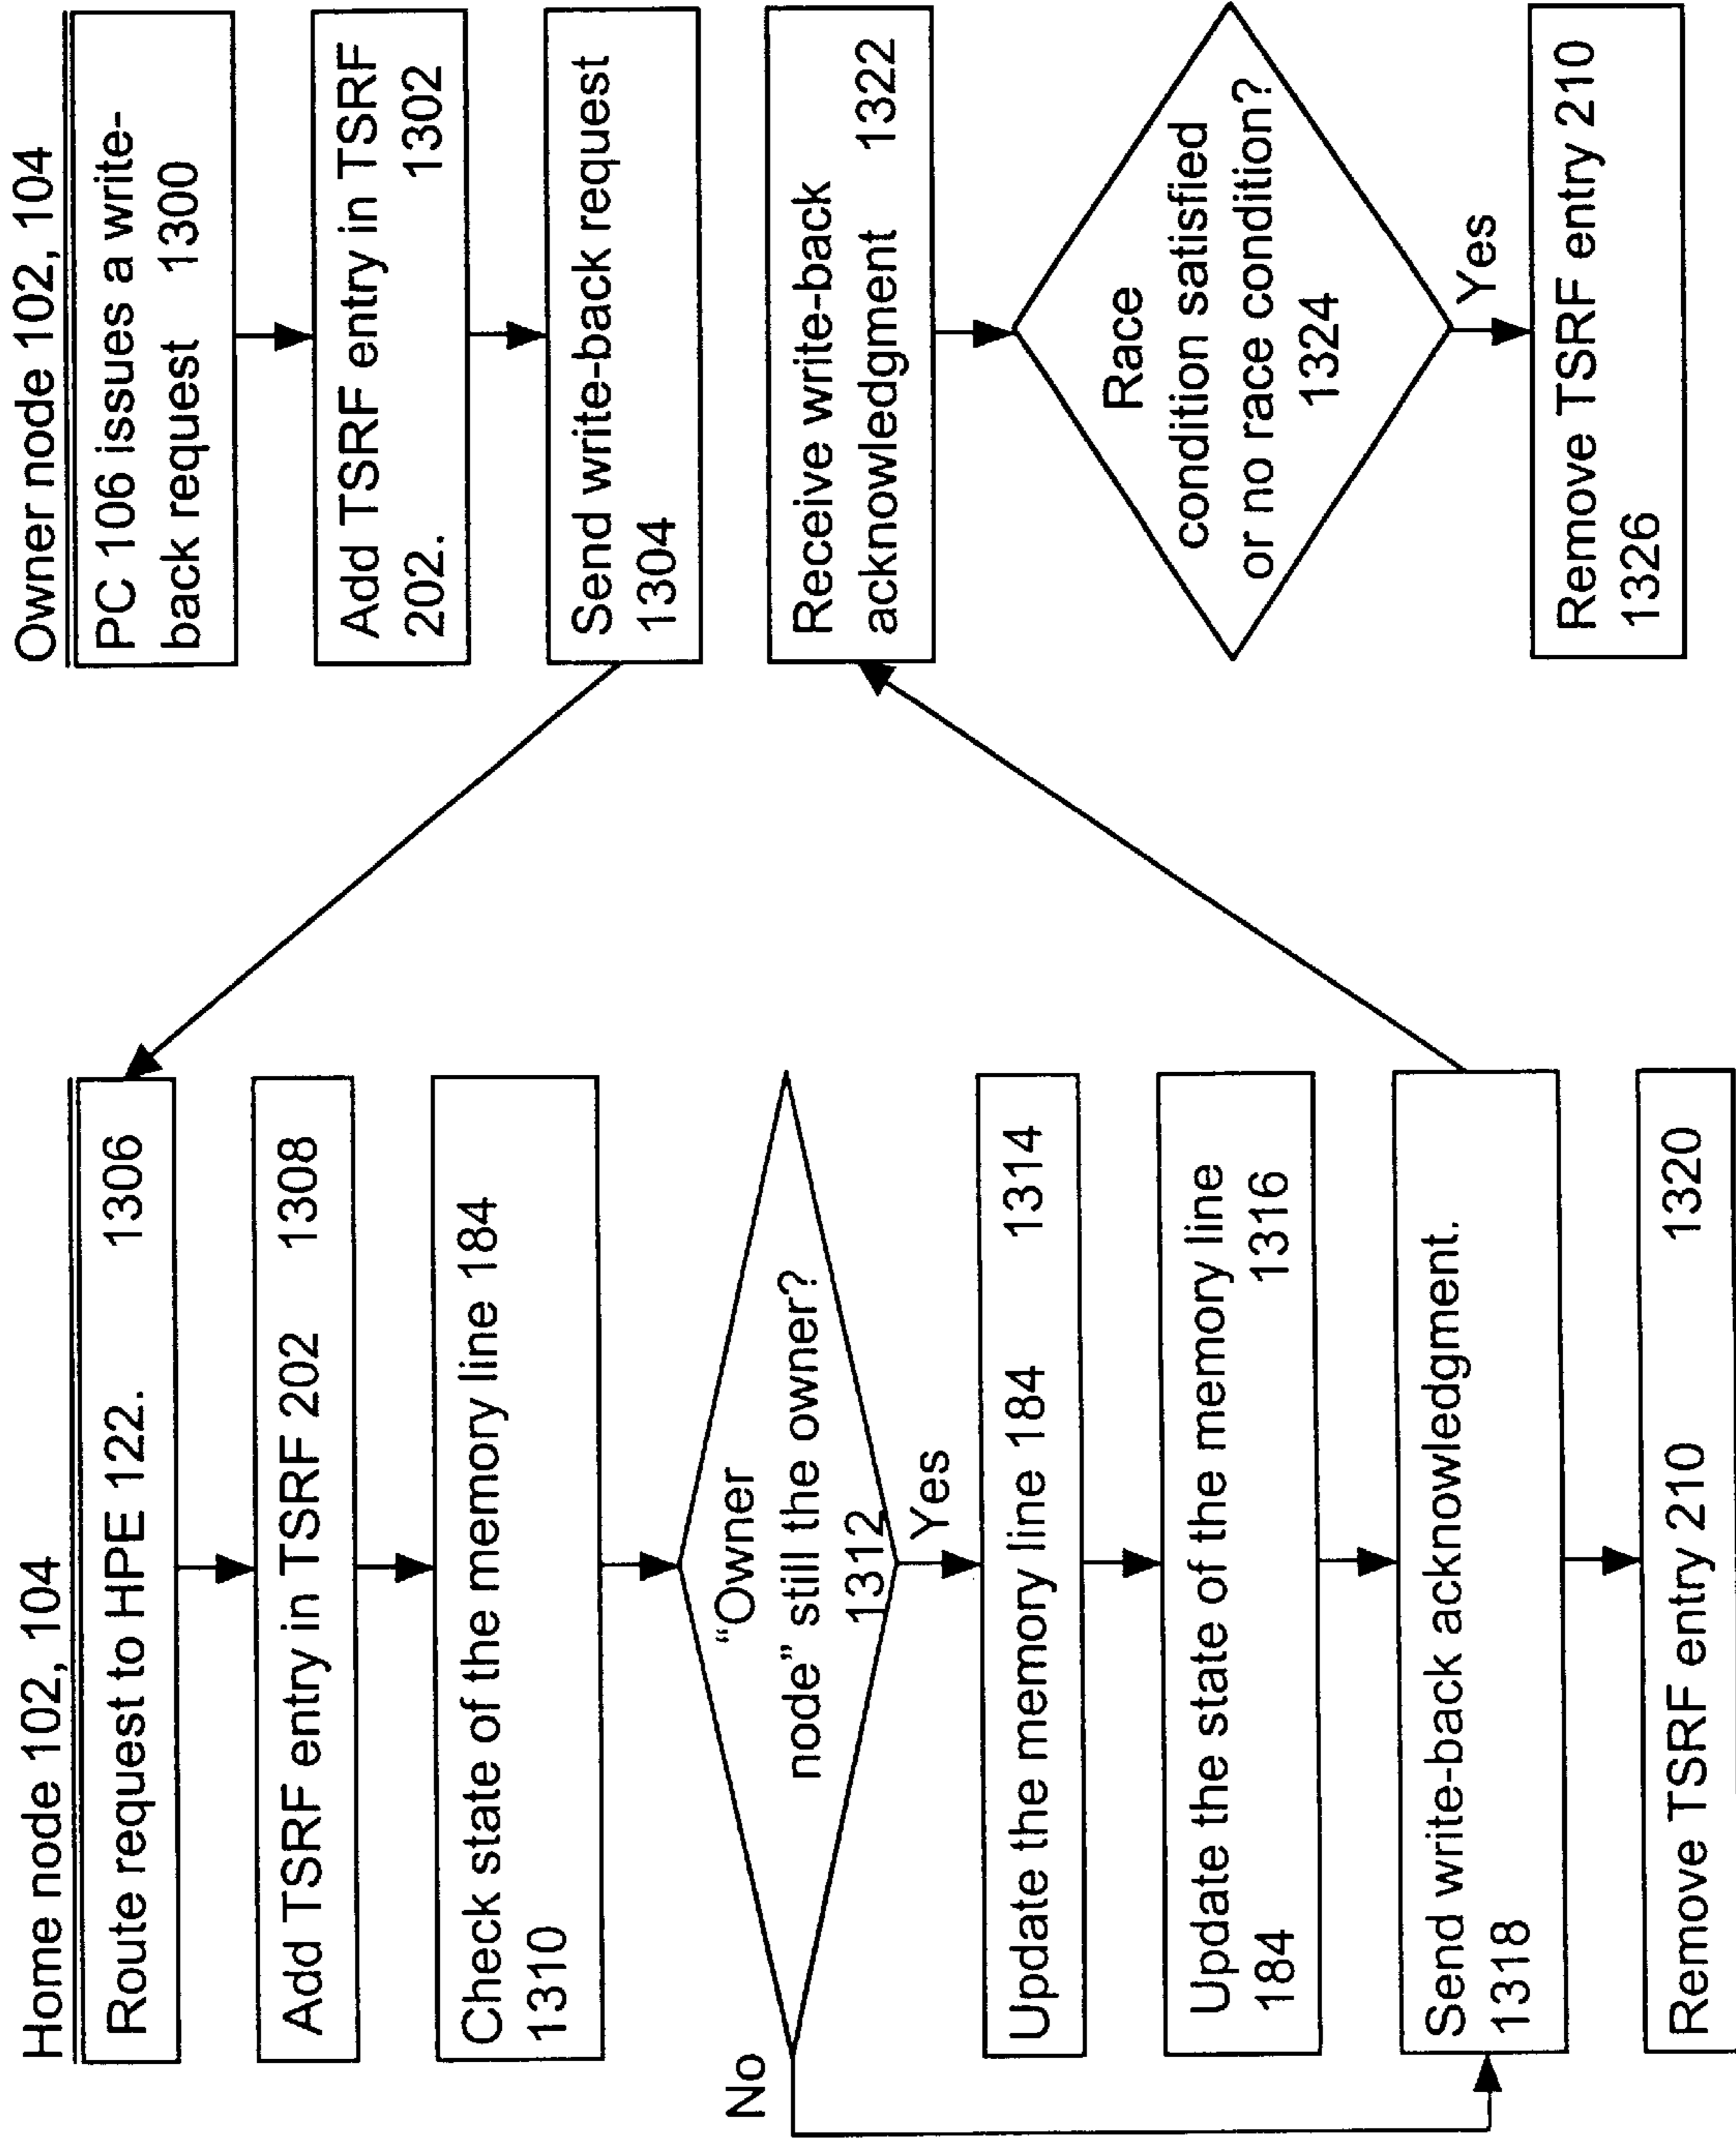 Home node 102, 104
Route request to HPE 122. 1306
Add TSRF entry in TSRF 202 1308
Check state of the memory line 184
1310
"Owner
node" still the owner?
1312
No
Yes
Update the memory line 184 1314
Update the state of the memory line
184 1316
Send write-back acknowledgment.
1318
Remove TSRF entry 210 1320
Owner node 102, 104
PC 106 issues a write-
back request 1300
Add TSRF entry in TSRF
202. 1302
Send write-back request
1304
Receive write-back
acknowledgment 1322
Race
condition satisfied
or no race condition?
1324
Yes
Remove TSRF entry 210
1326